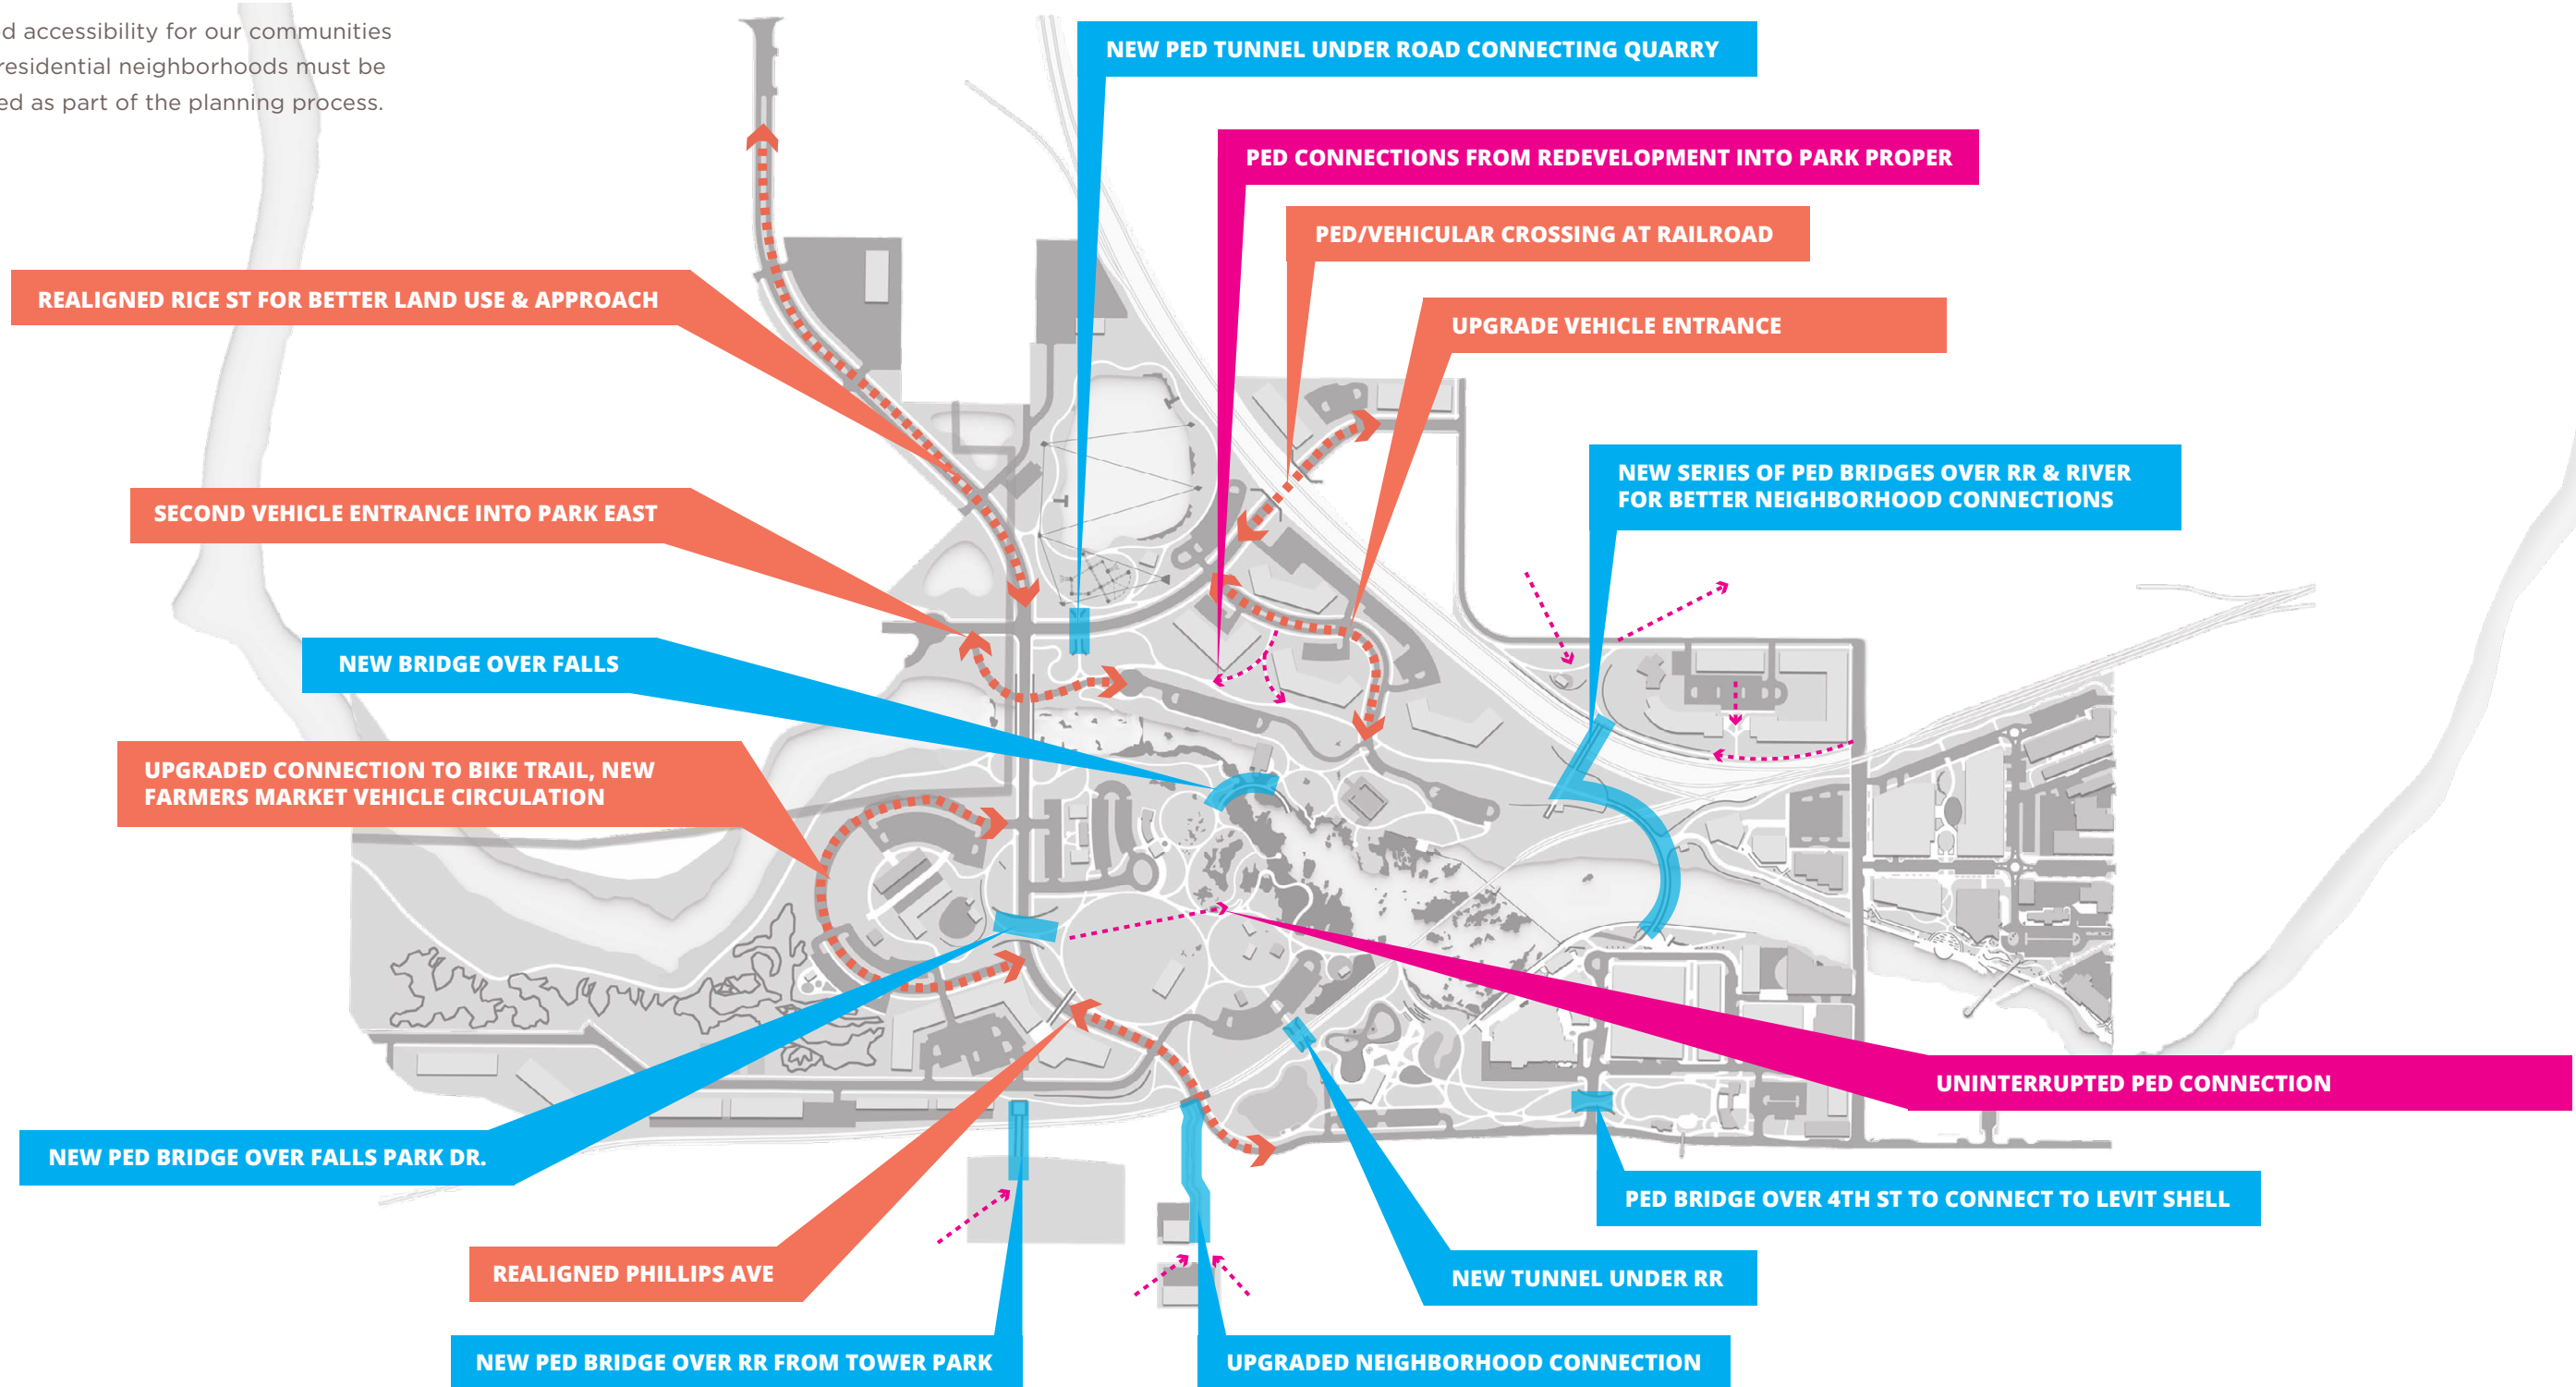 accessibility for our communities
residential neighborhoods must be
as part of the planning process.
NEW PED TUNNEL UNDER ROAD CONNECTING QUARRY
PED CONNECTIONS FROM REDEVELOPMENT INTO PARK PROPER
PED/VEHICULAR CROSSING AT RAILROAD
REALIGNED RICE ST FOR BETTER LAND USE & APPROACH
UPGRADE VEHICLE ENTRANCE
NEW SERIES OF PED BRIDGES OVER RR & RIVER
FOR BETTER NEIGHBORHOOD CONNECTIONS
SECOND VEHICLE ENTRANCE INTO PARK EAST
NEW BRIDGE OVER FALLS
UPGRADED CONNECTION TO BIKE TRAIL, NEW
FARMERS MARKET VEHICLE CIRCULATION
UNINTERRUPTED PED CONNECTION
NEW PED BRIDGE OVER FALLS PARK DR.
PED BRIDGE OVER 4TH ST TO CONNECT TO LEVIT SHELL
REALIGNED PHILLIPS AVE
NEW TUNNEL UNDER RR
NEW PED BRIDGE OVER RR FROM TOWER PARK
UPGRADED NEIGHBORHOOD CONNECTION